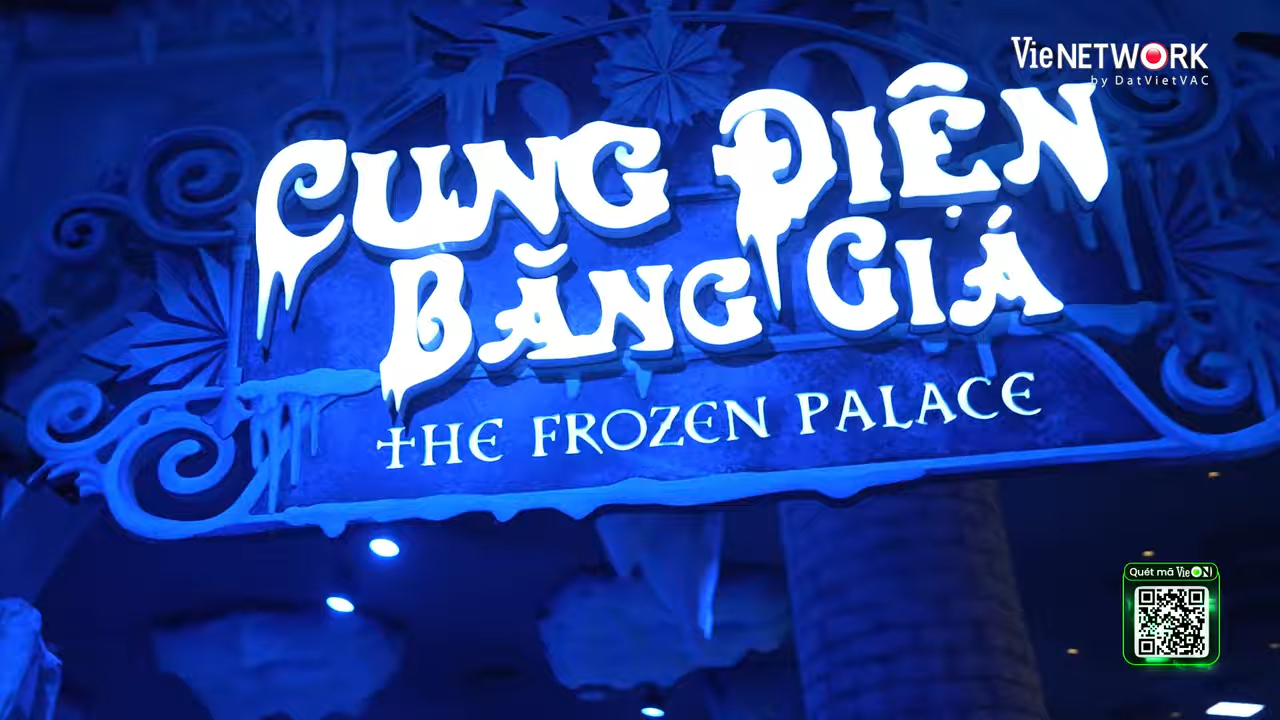 VieNETWORK
by DatVietVAC
CUNG ĐIỆN
BĂNG GIÁ
THE FROZEN PALACE
Quét mã VieON